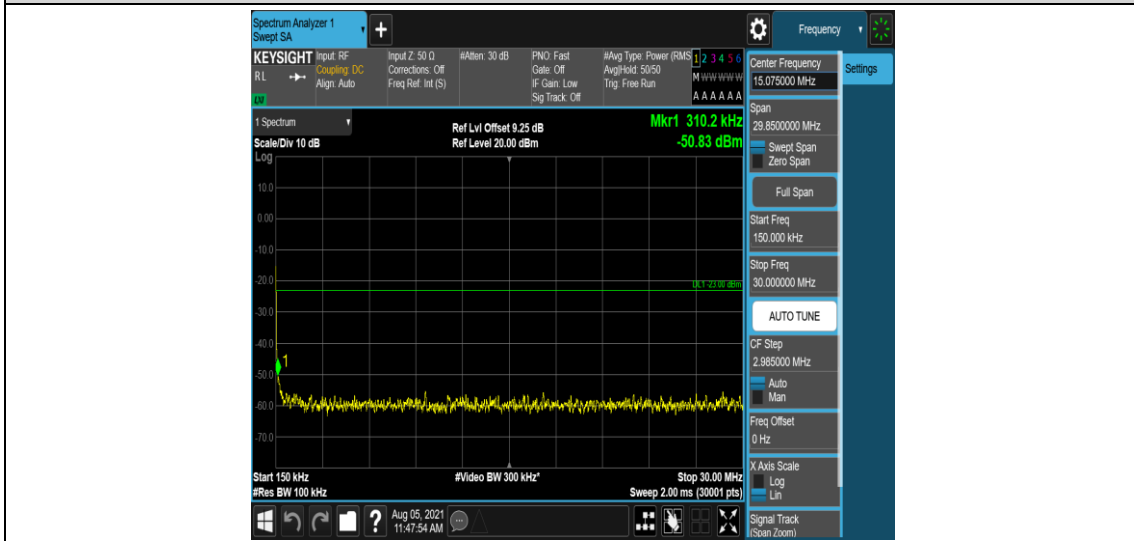 Spectrum Analyzer 1
Swept SA
+
Frequency
KEYSIGHT
RL
LXI
Input: RF
Coupling: DC
Align: Auto
Input Z: 50 Ω
Corrections: Off
Freq Ref: Int (S)
#Atten: 30 dB
PNO: Fast
Gate: Off
IF Gain: Low
Sig Track: Off
#Avg Type: Power (RMS
Avg|Hold: 50/50
Trig: Free Run
1 2 3 4 5 6
M W W W W W
A A A A A A
1 Spectrum
Scale/Div 10 dB
Log
Ref Lvl Offset 9.25 dB
Ref Level 20.00 dBm
Mkr1 310.2 kHz
-50.83 dBm
10.0
0.00
-10.0
-20.0
-30.0
-40.0
-50.0
-60.0
-70.0
DL1 -23.00 dBm
1
Start 150 kHz
#Res BW 100 kHz
#Video BW 300 kHz*
Stop 30.00 MHz
Sweep 2.00 ms (30001 pts)
Center Frequency
15.075000 MHz
Settings
Span
29.8500000 MHz
Swept Span
Zero Span
Full Span
Start Freq
150.000 kHz
Stop Freq
30.000000 MHz
AUTO TUNE
CF Step
2.985000 MHz
Auto
Man
Freq Offset
0 Hz
X Axis Scale
Log
Lin
Signal Track
(Span Zoom)
?
Aug 05, 2021
11:47:54 AM